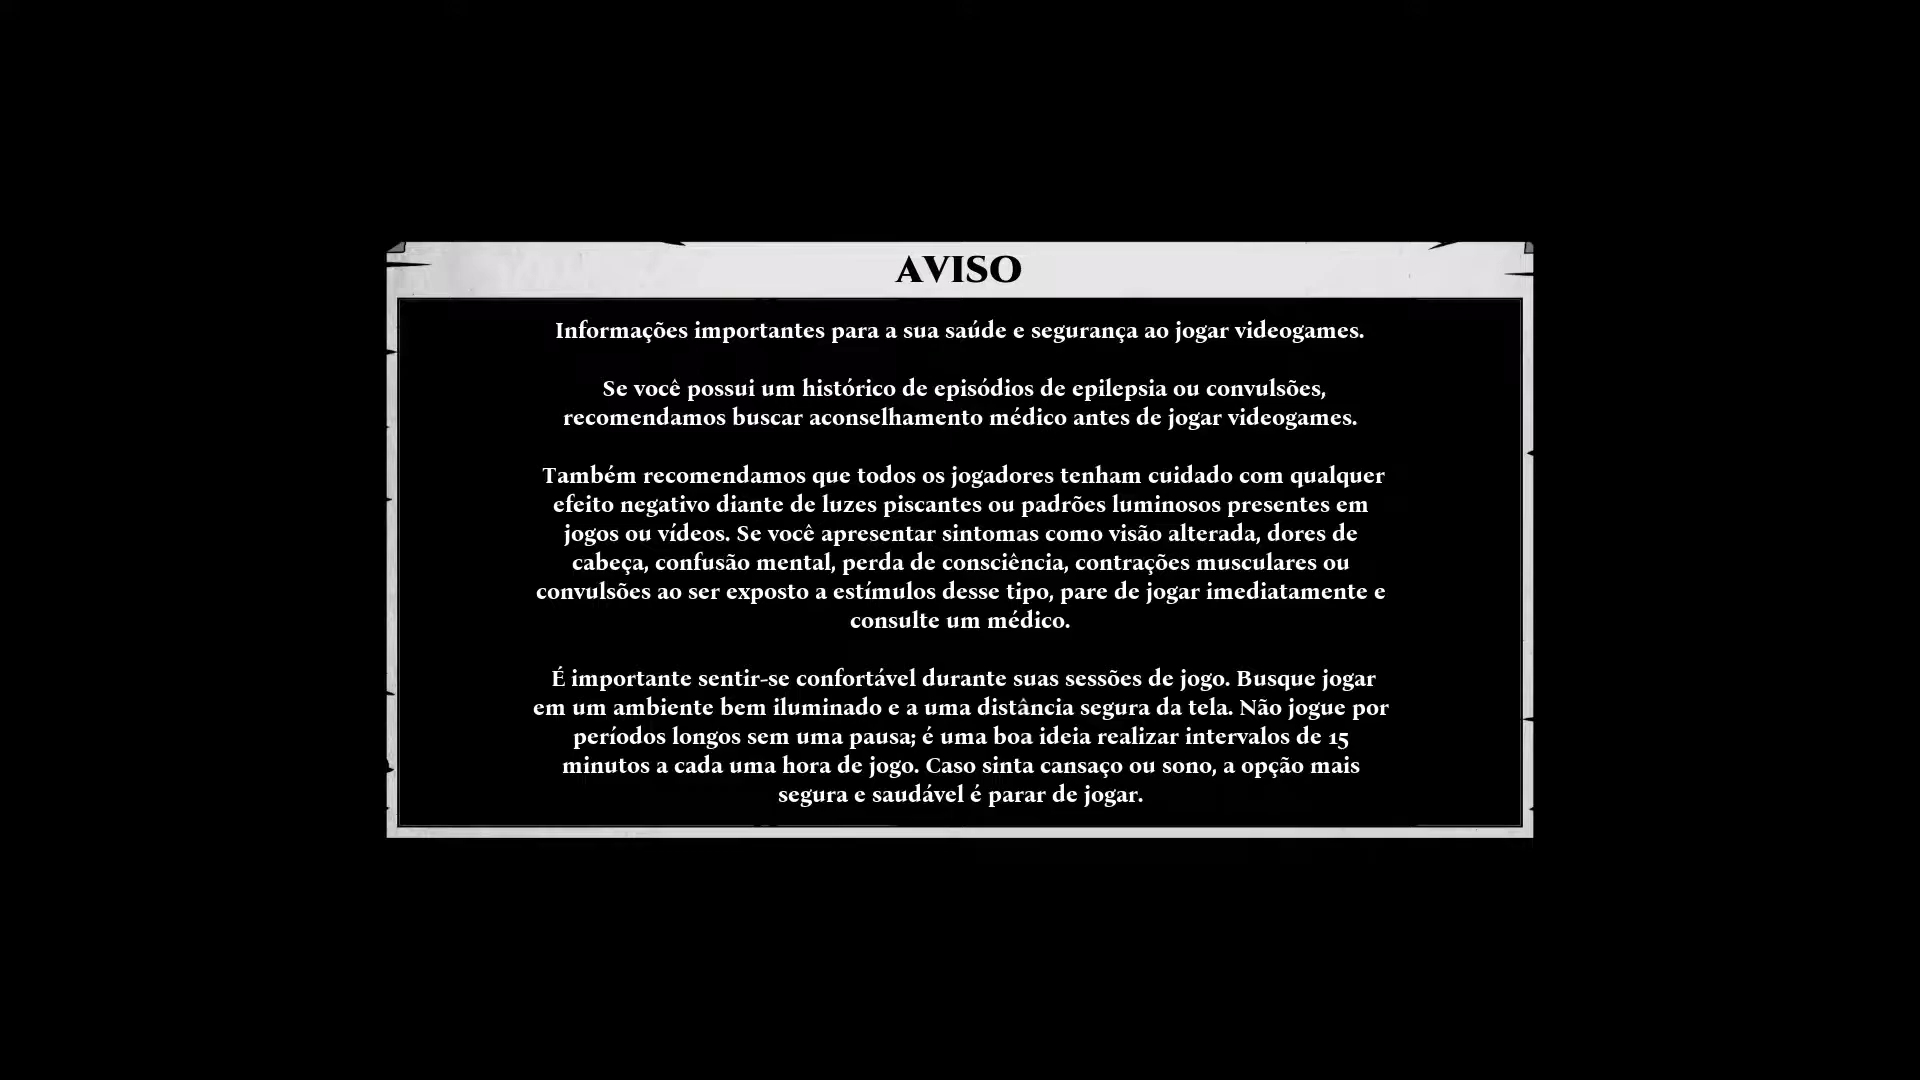 AVISO
Informações importantes para a sua saúde e segurança ao jogar videogames.
Se você possui um histórico de episódios de epilepsia ou convulsões,
recomendamos buscar aconselhamento médico antes de jogar videogames.
Também recomendamos que todos os jogadores tenham cuidado com qualquer
efeito negativo diante de luzes piscantes ou padrões luminosos presentes em
jogos ou vídeos. Se você apresentar sintomas como visão alterada, dores de
cabeça, confusão mental, perda de consciência, contrações musculares ou
convulsões ao ser exposto a estímulos desse tipo, pare de jogar imediatamente e
consulte um médico.
É importante sentir-se confortável durante suas sessões de jogo. Busque jogar
em um ambiente bem iluminado e a uma distância segura da tela. Não jogue por
períodos longos sem uma pausa; é uma boa ideia realizar intervalos de 15
minutos a cada uma hora de jogo. Caso sinta cansaço ou sono, a opção mais
segura e saudável é parar de jogar.